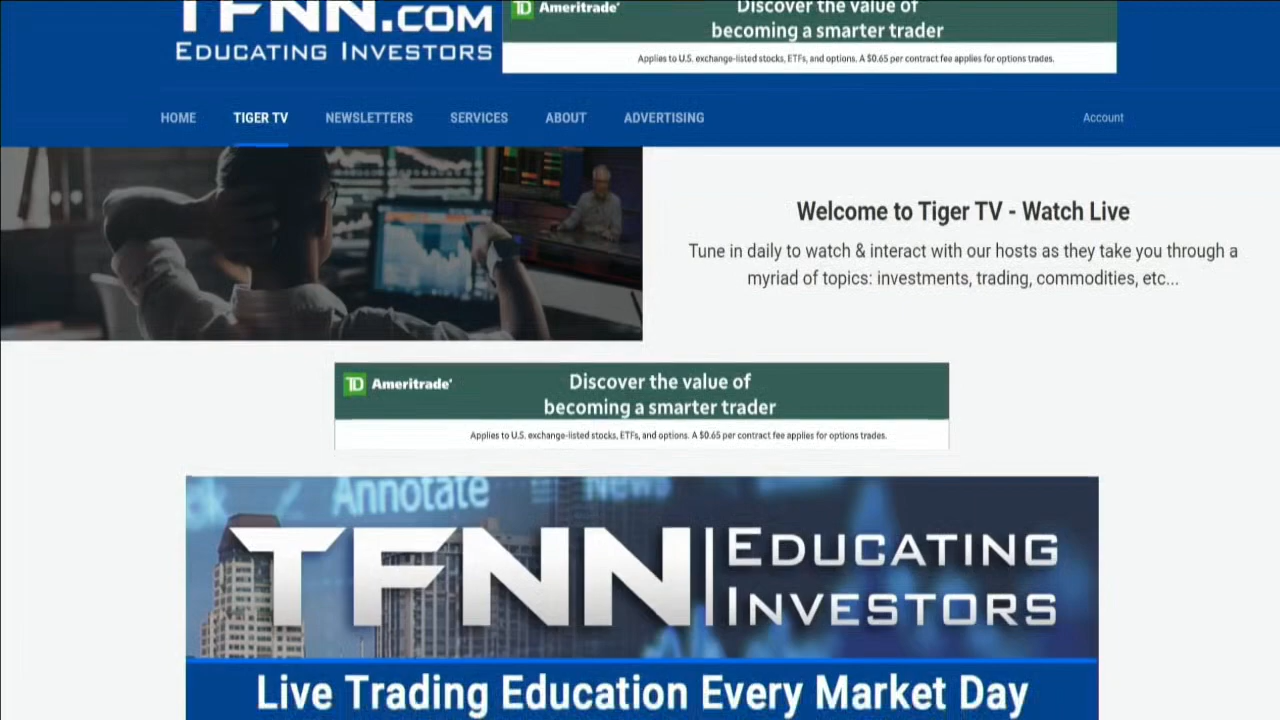 TFNN.COM
EDUCATING INVESTORS
TD Ameritrade
Discover the value of
becoming a smarter trader
Applies to U.S. exchange-listed stocks, ETFs, and options. A $0.65 per contract fee applies for options trades.
HOME TIGER TV NEWSLETTERS SERVICES ABOUT ADVERTISING Account
Welcome to Tiger TV - Watch Live
Tune in daily to watch & interact with our hosts as they take you through a
myriad of topics: investments, trading, commodities, etc...
TD Ameritrade
Discover the value of
becoming a smarter trader
Applies to U.S. exchange-listed stocks, ETFs, and options. A $0.65 per contract fee applies for options trades.
Annotate News
TFNN EDUCATING
INVESTORS
Live Trading Education Every Market Day